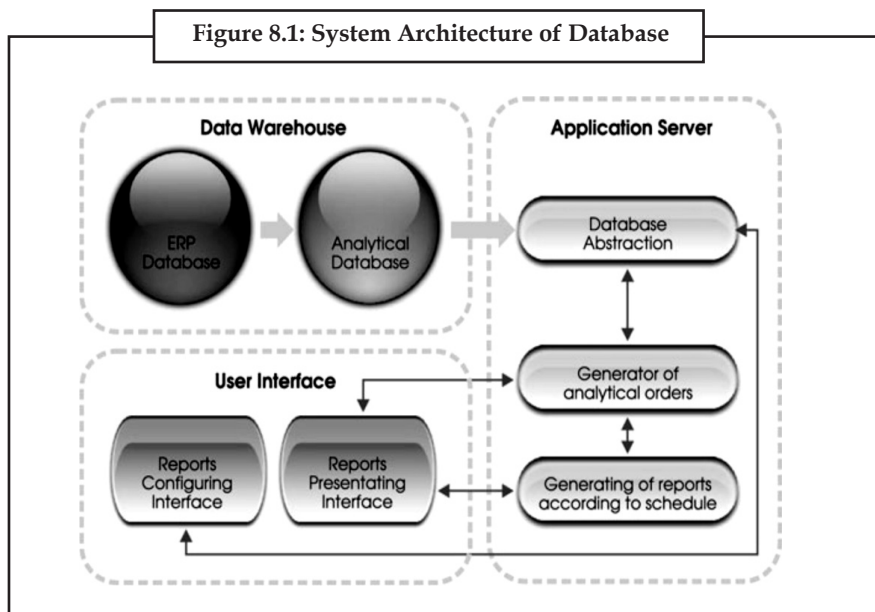 Figure 8.1: System Architecture of Database
Data Warehouse
ERP
Database
Analytical
Database
Application Server
Database
Abstraction
Generator of
analytical orders
Generating of reports
according to schedule
User Interface
Reports
Configuring
Interface
Reports
Presentating
Interface